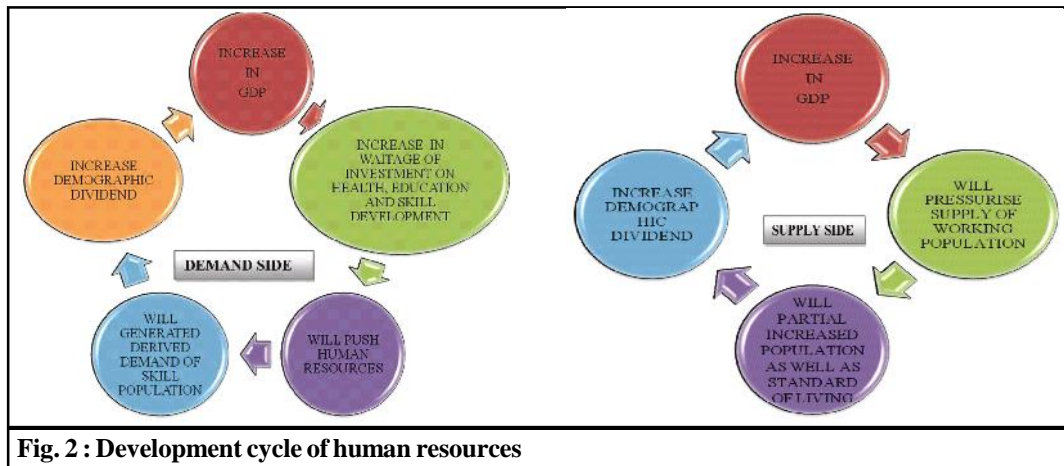 INCREASE
IN
GDP
INCREASE IN
WAITAGE OF
INVESTMENT ON
HEALTH, EDUCATION
AND SKILL
DEVELOPMENT
WILL PUSH
HUMAN
RESOURCES
WILL
GENERATED
DERIVED
DEMAND OF
SKILL
POPULATION
INCREASE
DEMOGRAPHIC
DIVIDEND
DEMAND SIDE
INCREASE
IN
GDP
WILL
PRESSURISE
SUPPLY OF
WORKING
POPULATION
WILL
PARTIAL
INCREASED
POPULATION
AS WELL AS
STANDARD
OF LIVING
INCREASE
DEMOGRAP
HIC
DIVIDEND
SUPPLY SIDE
Fig. 2 : Development cycle of human resources